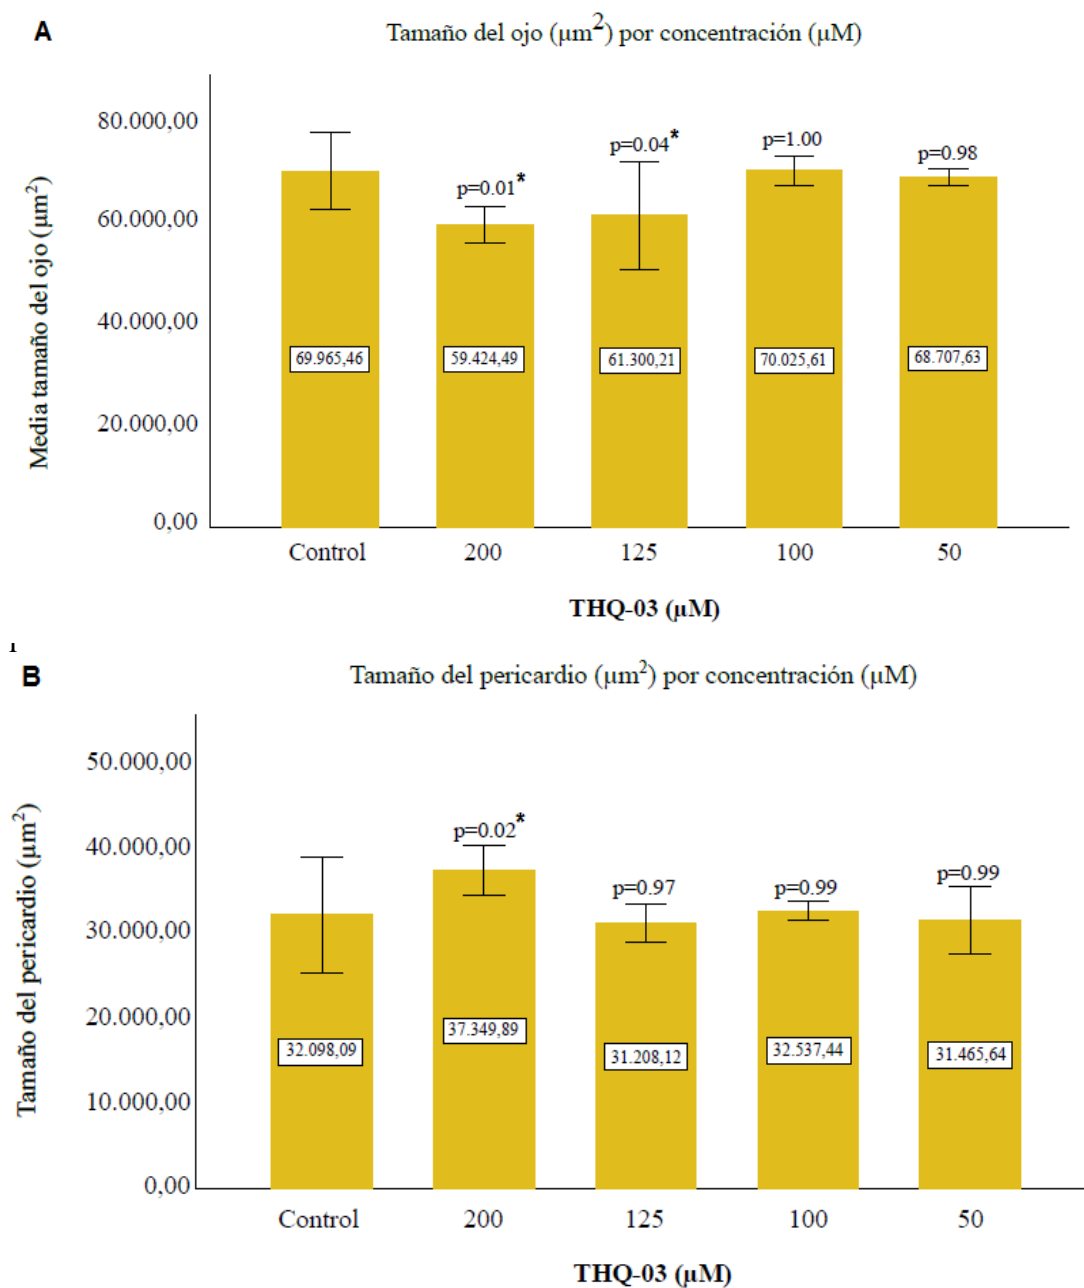 A
Tamaño del ojo (µm²) por concentración (µM)
Media tamaño del ojo (µm²)
80.000,00
60.000,00
40.000,00
20.000,00
0,00
p=0.01*
p=0.04*
p=1.00
p=0.98
69.965,46
59.424,49
61.300,21
70.025,61
68.707,63
Control 200 125 100 50
THQ-03 (µM)
B
Tamaño del pericardio (µm²) por concentración (µM)
Tamaño del pericardio (µm²)
50.000,00
40.000,00
30.000,00
20.000,00
10.000,00
0,00
p=0.02*
p=0.97
p=0.99
p=0.99
32.098,09
37.349,89
31.208,12
32.537,44
31.465,64
Control 200 125 100 50
THQ-03 (µM)